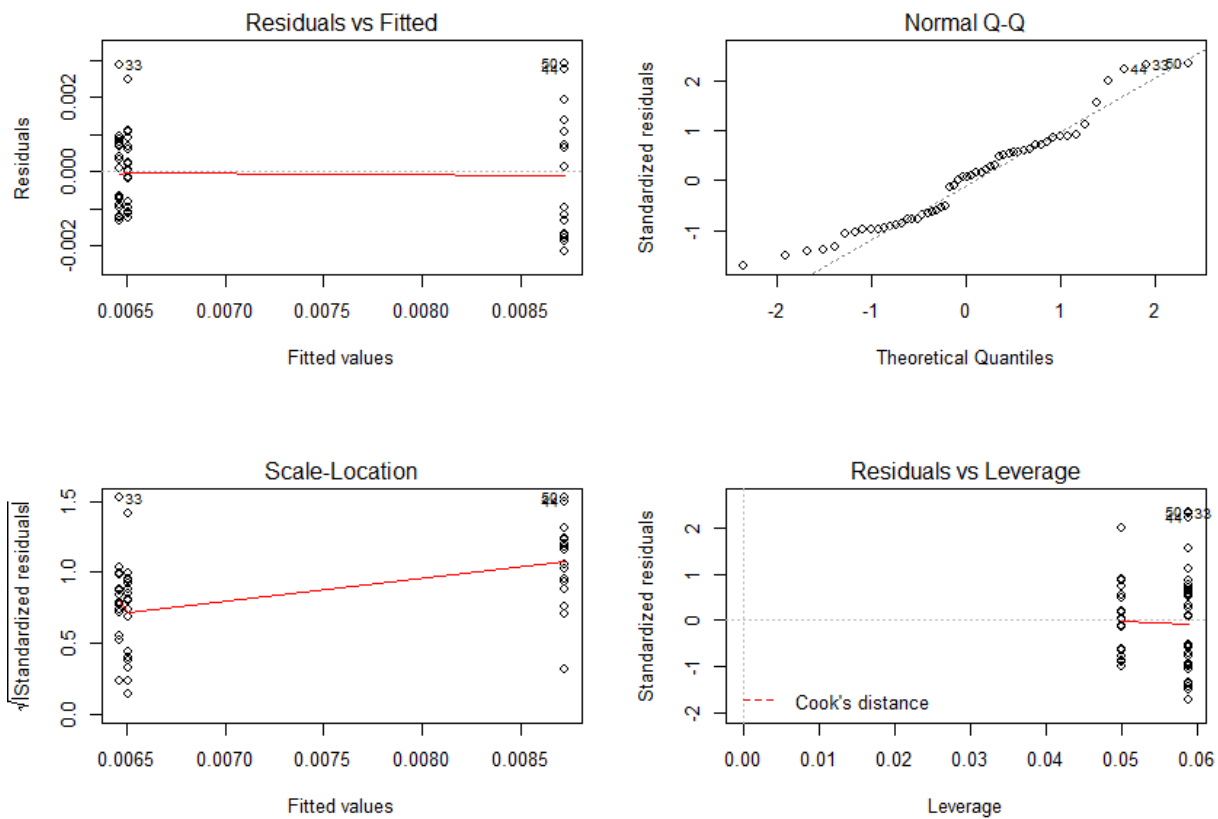 Residuals vs Fitted
Residuals
0.002
0.000
-0.002
33
50
44
0.0065 0.0070 0.0075 0.0080 0.0085
Fitted values
Normal Q-Q
Standardized residuals
2
1
0
-1
44 33 50
-2 -1 0 1 2
Theoretical Quantiles
Scale-Location
√|Standardized residuals|
1.5
1.0
0.5
0.0
33
50
44
0.0065 0.0070 0.0075 0.0080 0.0085
Fitted values
Residuals vs Leverage
Standardized residuals
2
1
0
-1
-2
50 33
44
Cook's distance
0.00 0.01 0.02 0.03 0.04 0.05 0.06
Leverage